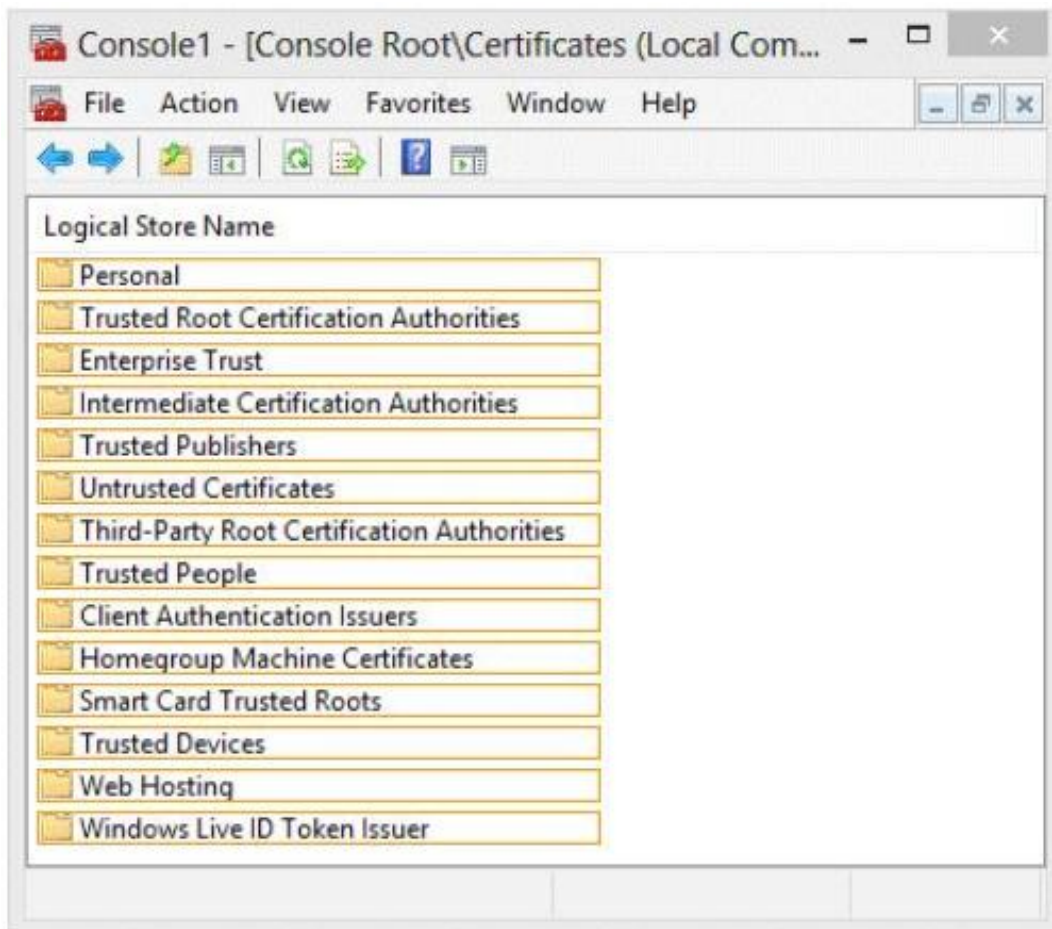 Console1 - [Console Root\Certificates (Local Com...
File Action View Favorites Window Help
Logical Store Name
Personal
Trusted Root Certification Authorities
Enterprise Trust
Intermediate Certification Authorities
Trusted Publishers
Untrusted Certificates
Third-Party Root Certification Authorities
Trusted People
Client Authentication Issuers
Homegroup Machine Certificates
Smart Card Trusted Roots
Trusted Devices
Web Hosting
Windows Live ID Token Issuer